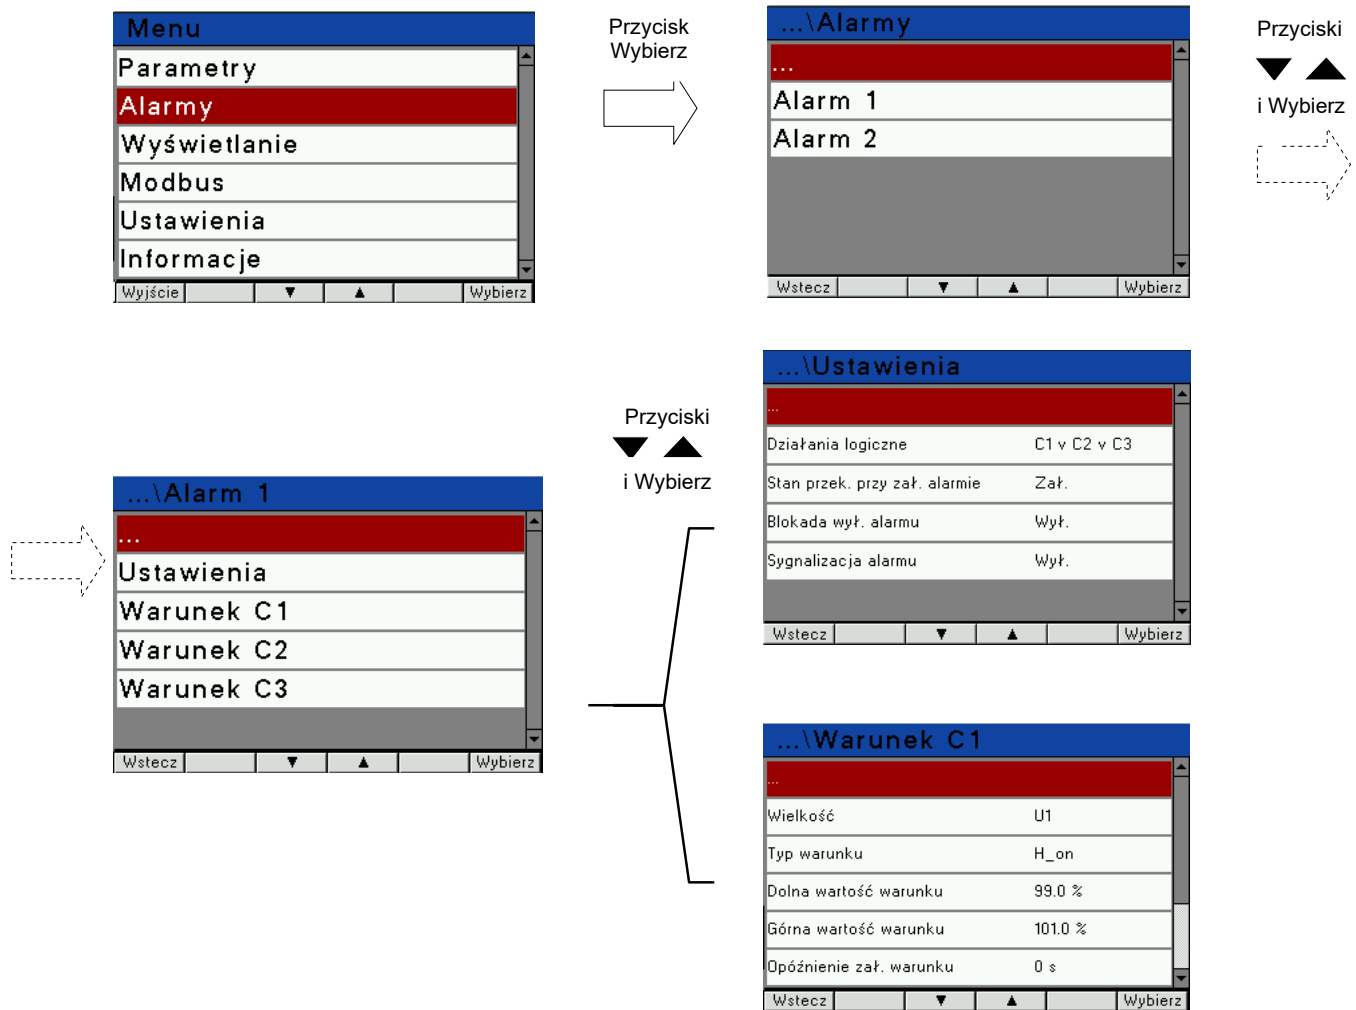 Menu
Parametry
Alarmy
Wyświetlanie
Modbus
Ustawienia
Informacje
Wyjście ▼ ▲ Wybierz
Przycisk
Wybierz
...\Alarmy
...
Alarm 1
Alarm 2
Wstecz ▼ ▲ Wybierz
Przyciski
▼ ▲
i Wybierz
...\Alarm 1
...
Ustawienia
Warunek C1
Warunek C2
Warunek C3
Wstecz ▼ ▲ Wybierz
Przyciski
▼ ▲
i Wybierz
...\Ustawienia
...
Działania logiczne C1 v C2 v C3
Stan przek. przy zał. alarmie Zał.
Blokada wył. alarmu Wył.
Sygnalizacja alarmu Wył.
Wstecz ▼ ▲ Wybierz
...\Warunek C1
...
Wielkość U1
Typ warunku H_on
Dolna wartość warunku 99.0 %
Górna wartość warunku 101.0 %
Opóźnienie zał. warunku 0 s
Wstecz ▼ ▲ Wybierz